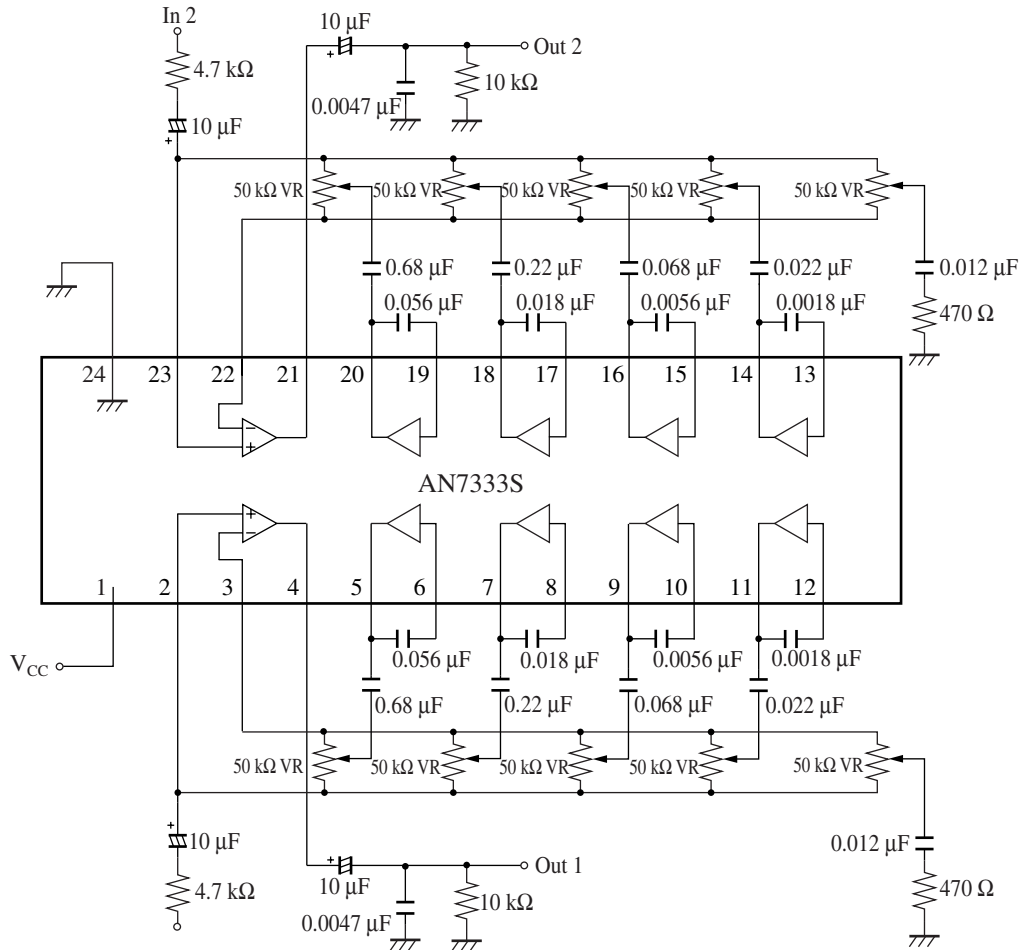 In 2
10 µF
Out 2
4.7 kΩ
10 kΩ
0.0047 µF
10 µF
50 kΩ VR 50 kΩ VR 50 kΩ VR 50 kΩ VR 50 kΩ VR
0.68 µF 0.22 µF 0.068 µF 0.022 µF 0.012 µF
0.056 µF 0.018 µF 0.0056 µF 0.0018 µF 470 Ω
24 23 22 21 20 19 18 17 16 15 14 13
− + 
AN7333S
+ −
1 2 3 4 5 6 7 8 9 10 11 12
VCC
0.056 µF 0.018 µF 0.0056 µF 0.0018 µF
0.68 µF 0.22 µF 0.068 µF 0.022 µF
50 kΩ VR 50 kΩ VR 50 kΩ VR 50 kΩ VR 50 kΩ VR
10 µF
0.012 µF
Out 1
10 µF
4.7 kΩ
10 kΩ
470 Ω
0.0047 µF